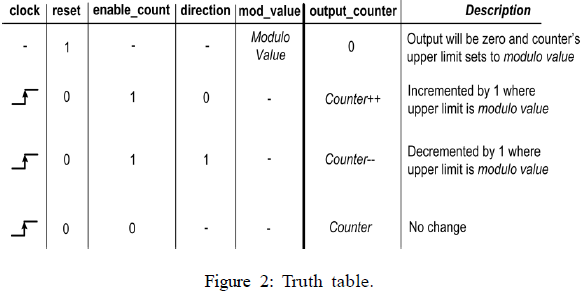 clock reset enable_count direction mod_value output_counter Description
- 1 - - Modulo Value 0 Output will be zero and counter's upper limit sets to modulo value
0 1 0 - Counter++ Incremented by 1 where upper limit is modulo value
0 1 1 - Counter-- Decremented by 1 where upper limit is modulo value
0 0 - - Counter No change
Figure 2: Truth table.